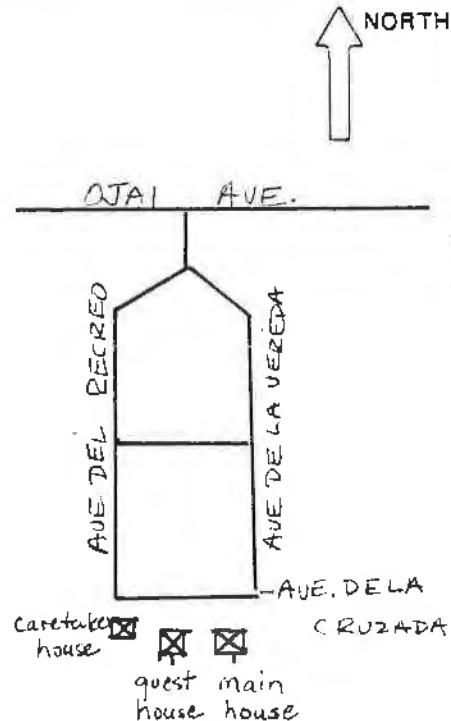 NORTH
OJAI AVE.
AVE DEL RECREO
AVE DE LA VEREDA
AVE. DE LA
CRUZADA
caretaker
house
guest main
house house